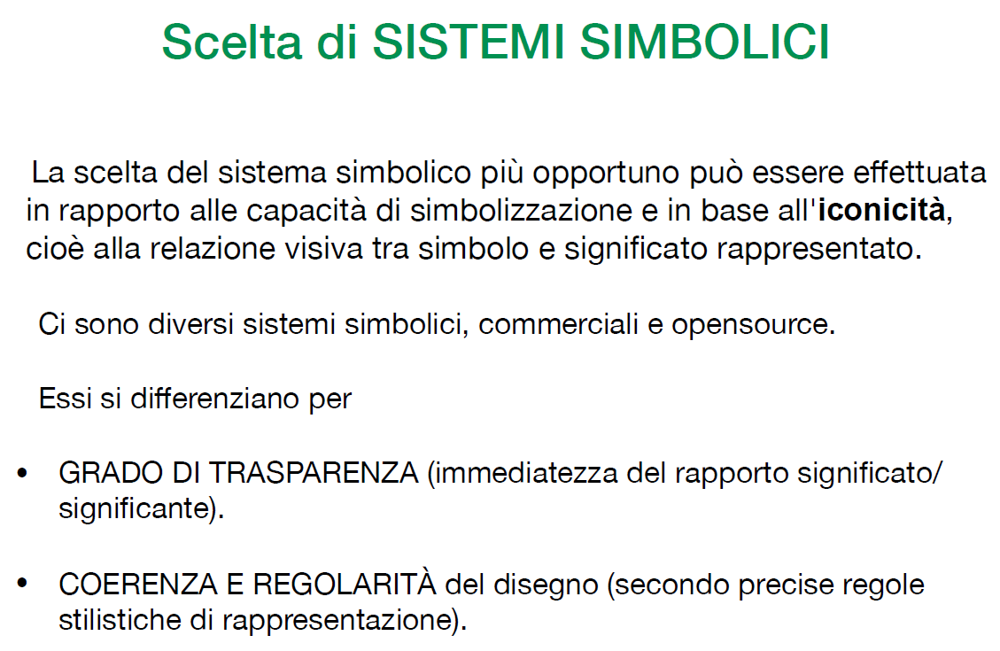 Scelta di SISTEMI SIMBOLICI
La scelta del sistema simbolico più opportuno può essere effettuata
in rapporto alle capacità di simbolizzazione e in base all'iconicità,
cioè alla relazione visiva tra simbolo e significato rappresentato.
Ci sono diversi sistemi simbolici, commerciali e opensource.
Essi si differenziano per
• GRADO DI TRASPARENZA (immediatezza del rapporto significato/
significante).
• COERENZA E REGOLARITÀ del disegno (secondo precise regole
stilistiche di rappresentazione).